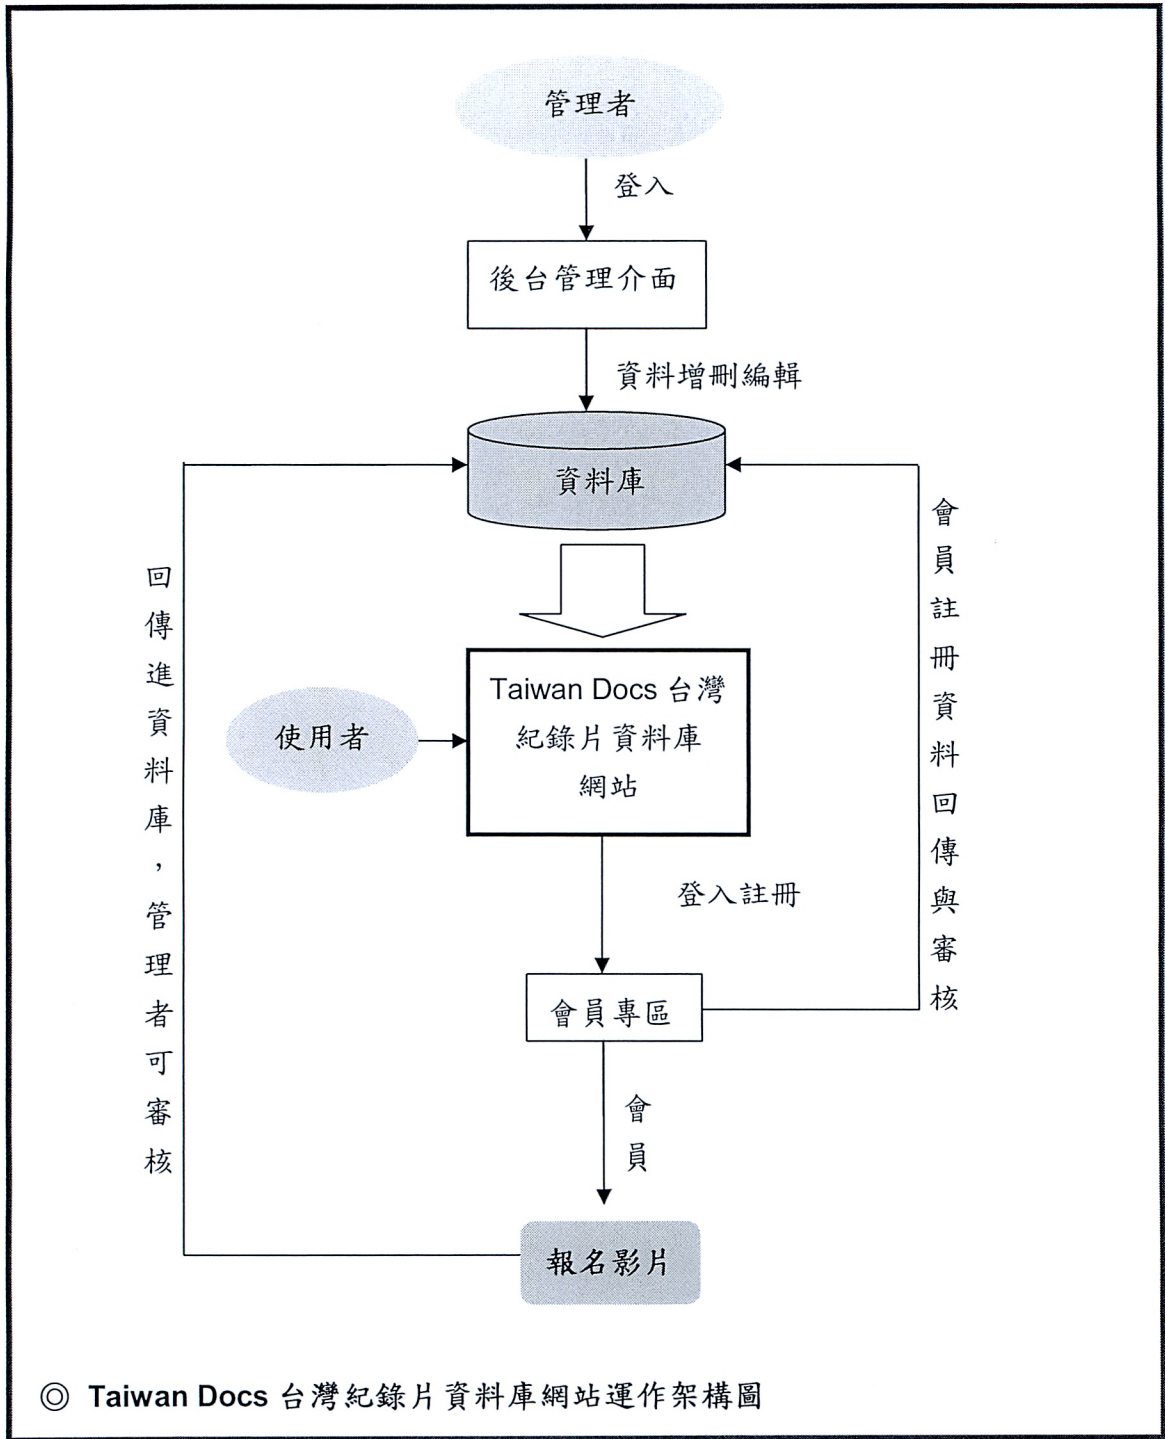 管理者
登入
後台管理介面
資料增刪編輯
資料庫
回傳進資料庫，管理者可審核
會員註冊資料回傳與審核
Taiwan Docs 台灣
紀錄片資料庫
網站
使用者
登入註冊
會員專區
會員
報名影片
◎ Taiwan Docs 台灣紀錄片資料庫網站運作架構圖